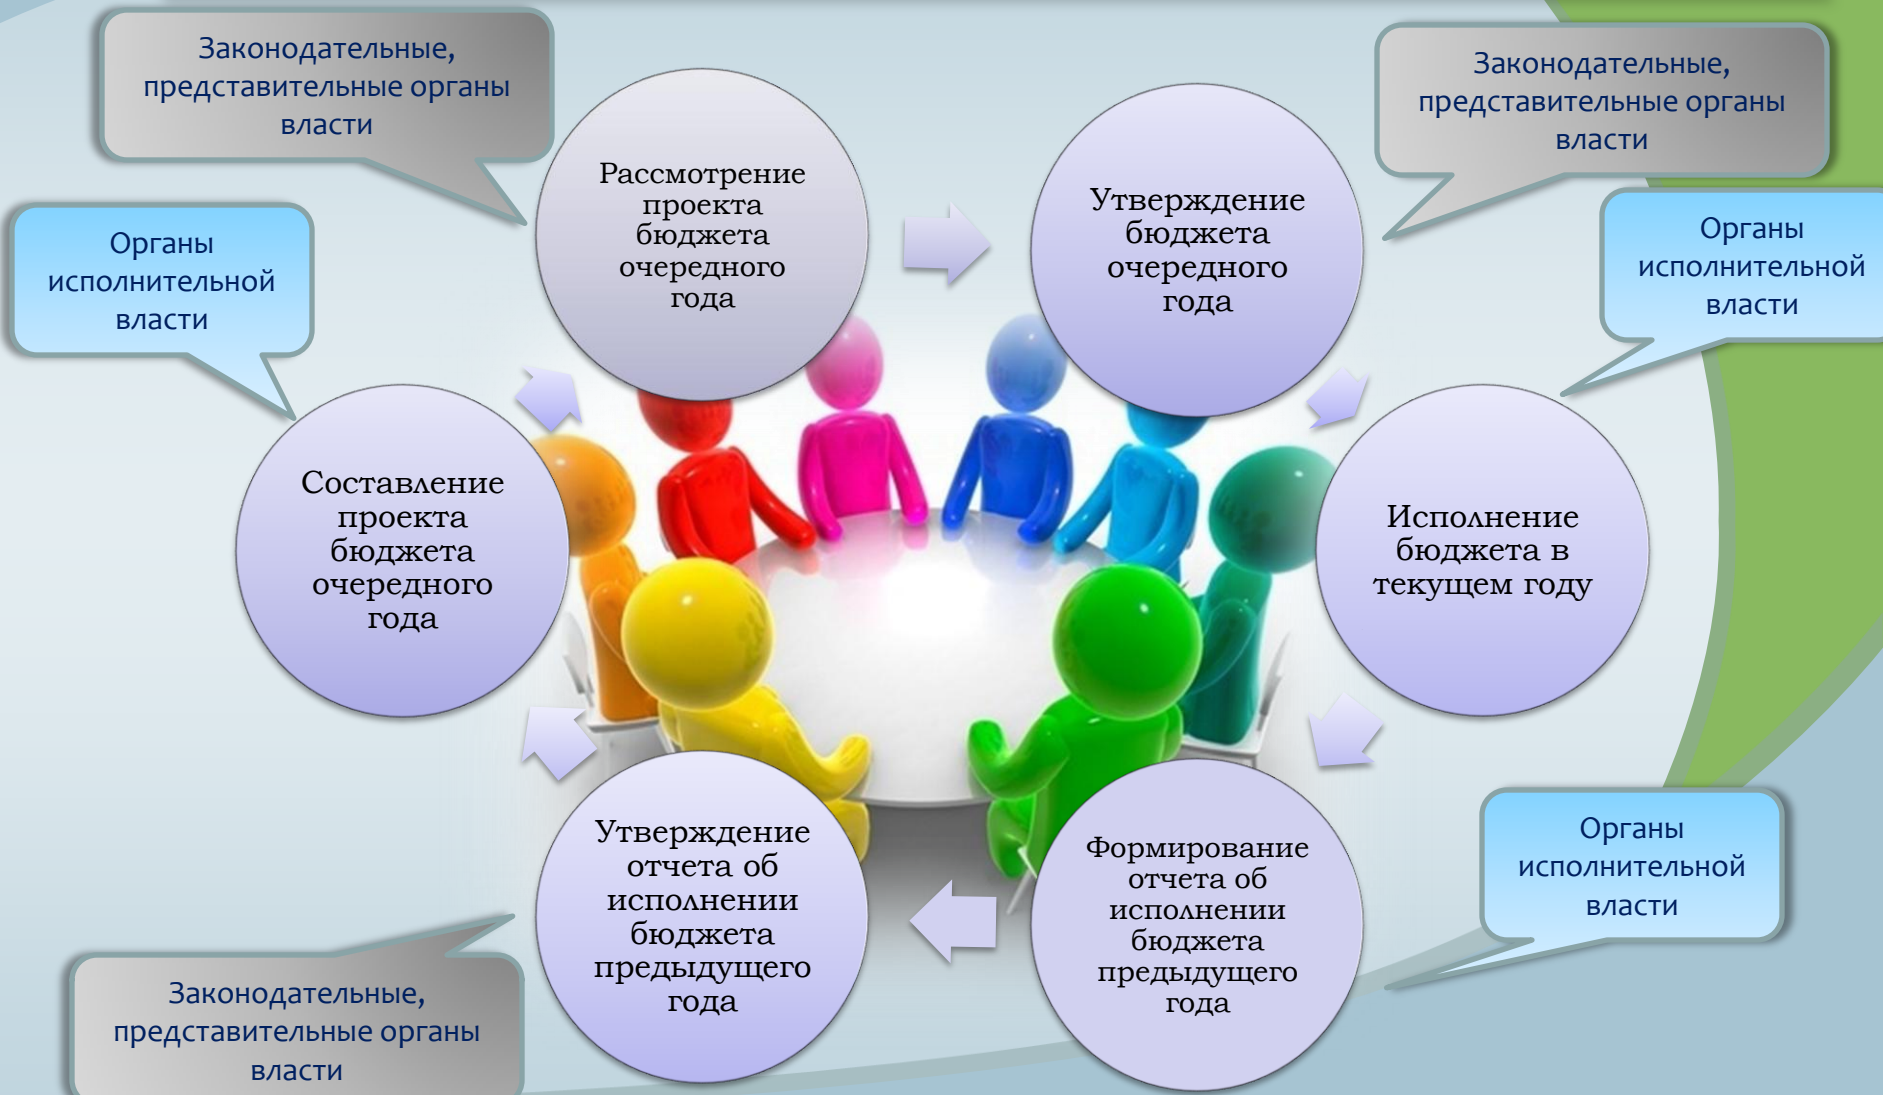 Законодательные,
представительные органы
власти
Рассмотрение
проекта
бюджета
очередного
года
Утверждение
бюджета
очередного
года
Законодательные,
представительные органы
власти
Органы
исполнительной
власти
Органы
исполнительной
власти
Составление
проекта
бюджета
очередного
года
Исполнение
бюджета в
текущем году
Утверждение
отчета об
исполнении
бюджета
предыдущего
года
Формирование
отчета об
исполнении
бюджета
предыдущего
года
Органы
исполнительной
власти
Законодательные,
представительные органы
власти